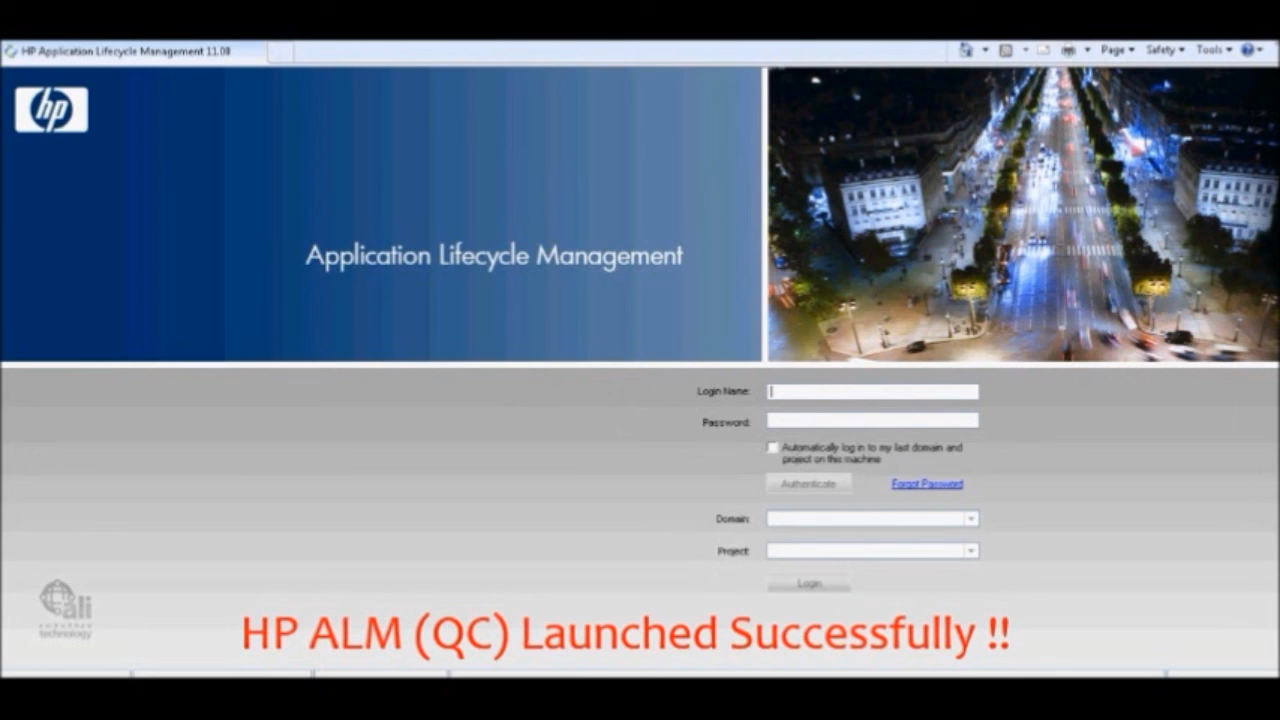 HP Application Lifecycle Management 11.00
Page
Safety
Tools
hp
Application Lifecycle Management
Login Name:
Password:
Automatically log in to my last domain and
project on this machine
Authenticate
Forgot Password
Domain:
Project:
Login
ali
technology
HP ALM (QC) Launched Successfully !!